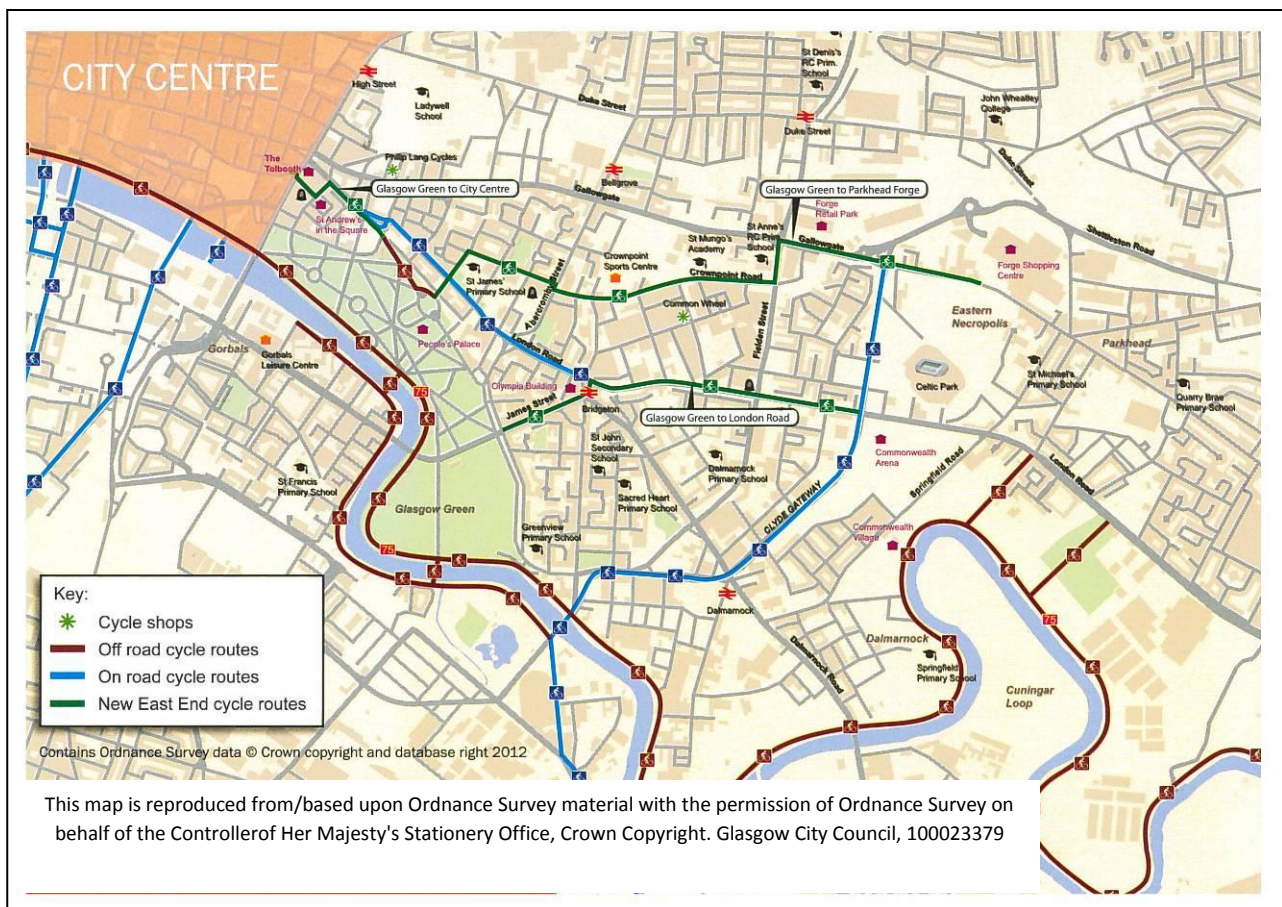 CITY CENTRE
High Street
Ladywell
School
Duke Street
St Denis's
RC Prim.
School
John Wheatley
College
Duke Street
Duke Street
The
Tolbooth
Philip Lang Cycles
Bellgrove
Glasgow Green to City Centre
Gallowgate
Glasgow Green to Parkhead Forge
St Andrew's
in the Square
Forge
Retail Park
St Anne's
RC Prim.
School
St Mungo's
Academy
Gallowgate
Shettleston Road
Crownpoint
Sports Centre
Crownpoint Road
Forge Shopping
Centre
St James'
Primary School
Abercromby Street
Common Wheel
Eastern
Necropolis
Fielden Street
People's Palace
London Road
Parkhead
Gorbals
Gorbals
Leisure Centre
St Michael's
Primary School
Celtic Park
Quarry Brae
Primary School
75
Olympia Building
Bridgeton
James Street
Glasgow Green to London Road
St John
Secondary
School
Commonwealth
Arena
Dalmarnock
Primary School
Springfield Road
London Road
St Francis
Primary School
Sacred Heart
Primary School
CLYDE GATEWAY
Glasgow Green
Greenview
Primary School
Commonwealth
Village
75
Key:
Cycle shops
Off road cycle routes
On road cycle routes
New East End cycle routes
Dalmarnock
75
Dalmarnock
Dalmarnock Road
Springfield
Primary School
Cuningar
Loop
Contains Ordnance Survey data © Crown copyright and database right 2012
This map is reproduced from/based upon Ordnance Survey material with the permission of Ordnance Survey on
behalf of the Controllerof Her Majesty's Stationery Office, Crown Copyright. Glasgow City Council, 100023379